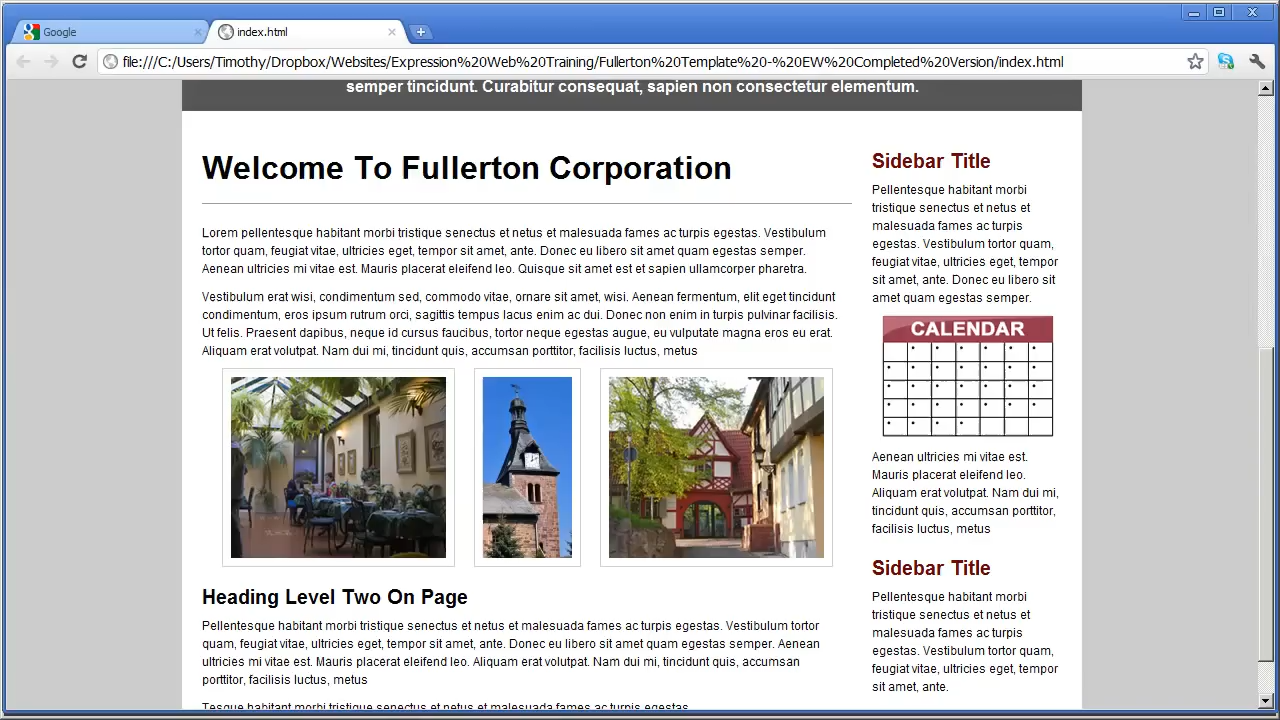 Google
index.html
file:///C:/Users/Timothy/Dropbox/Websites/Expression%20Web%20Training/Fullerton%20Template%20-%20EW%20Completed%20Version/index.html
semper tincidunt. Curabitur consequat, sapien non consectetur elementum.
Welcome To Fullerton Corporation
Lorem pellentesque habitant morbi tristique senectus et netus et malesuada fames ac turpis egestas. Vestibulum
tortor quam, feugiat vitae, ultricies eget, tempor sit amet, ante. Donec eu libero sit amet quam egestas semper.
Aenean ultricies mi vitae est. Mauris placerat eleifend leo. Quisque sit amet est et sapien ullamcorper pharetra.
Vestibulum erat wisi, condimentum sed, commodo vitae, ornare sit amet, wisi. Aenean fermentum, elit eget tincidunt
condimentum, eros ipsum rutrum orci, sagittis tempus lacus enim ac dui. Donec non enim in turpis pulvinar facilisis.
Ut felis. Praesent dapibus, neque id cursus faucibus, tortor neque egestas augue, eu vulputate magna eros eu erat.
Aliquam erat volutpat. Nam dui mi, tincidunt quis, accumsan porttitor, facilisis luctus, metus
Heading Level Two On Page
Pellentesque habitant morbi tristique senectus et netus et malesuada fames ac turpis egestas. Vestibulum tortor
quam, feugiat vitae, ultricies eget, tempor sit amet, ante. Donec eu libero sit amet quam egestas semper. Aenean
ultricies mi vitae est. Mauris placerat eleifend leo. Aliquam erat volutpat. Nam dui mi, tincidunt quis, accumsan
porttitor, facilisis luctus, metus
Tesque habitant morbi tristique senectus et netus et malesuada fames ac turpis egestas
Sidebar Title
Pellentesque habitant morbi
tristique senectus et netus et
malesuada fames ac turpis
egestas. Vestibulum tortor quam,
feugiat vitae, ultricies eget, tempor
sit amet, ante. Donec eu libero sit
amet quam egestas semper.
CALENDAR
Aenean ultricies mi vitae est.
Mauris placerat eleifend leo.
Aliquam erat volutpat. Nam dui mi,
tincidunt quis, accumsan porttitor,
facilisis luctus, metus
Sidebar Title
Pellentesque habitant morbi
tristique senectus et netus et
malesuada fames ac turpis
egestas. Vestibulum tortor quam,
feugiat vitae, ultricies eget, tempor
sit amet, ante.